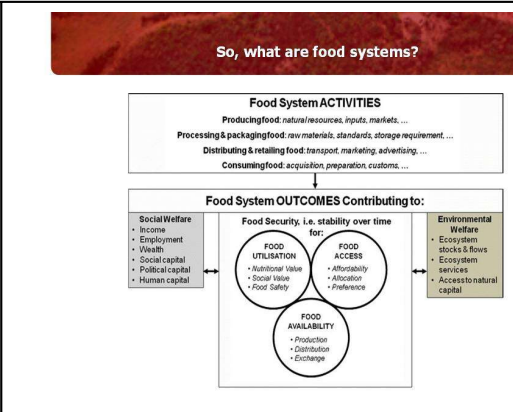 So, what are food systems?
Food System ACTIVITIES
Producing food: natural resources, inputs, markets, ...
Processing & packaging food: raw materials, standards, storage requirement, ...
Distributing & retailing food: transport, marketing, advertising, ...
Consuming food: acquisition, preparation, customs, ...
Food System OUTCOMES Contributing to:
Social Welfare
• Income
• Employment
• Wealth
• Social capital
• Political capital
• Human capital
Food Security, i.e. stability over time
for:
FOOD
UTILISATION
• Nutritional Value
• Social Value
• Food Safety
FOOD
ACCESS
• Affordability
• Allocation
• Preference
FOOD
AVAILABILITY
• Production
• Distribution
• Exchange
Environmental
Welfare
• Ecosystem
stocks & flows
• Ecosystem
services
• Access to natural
capital